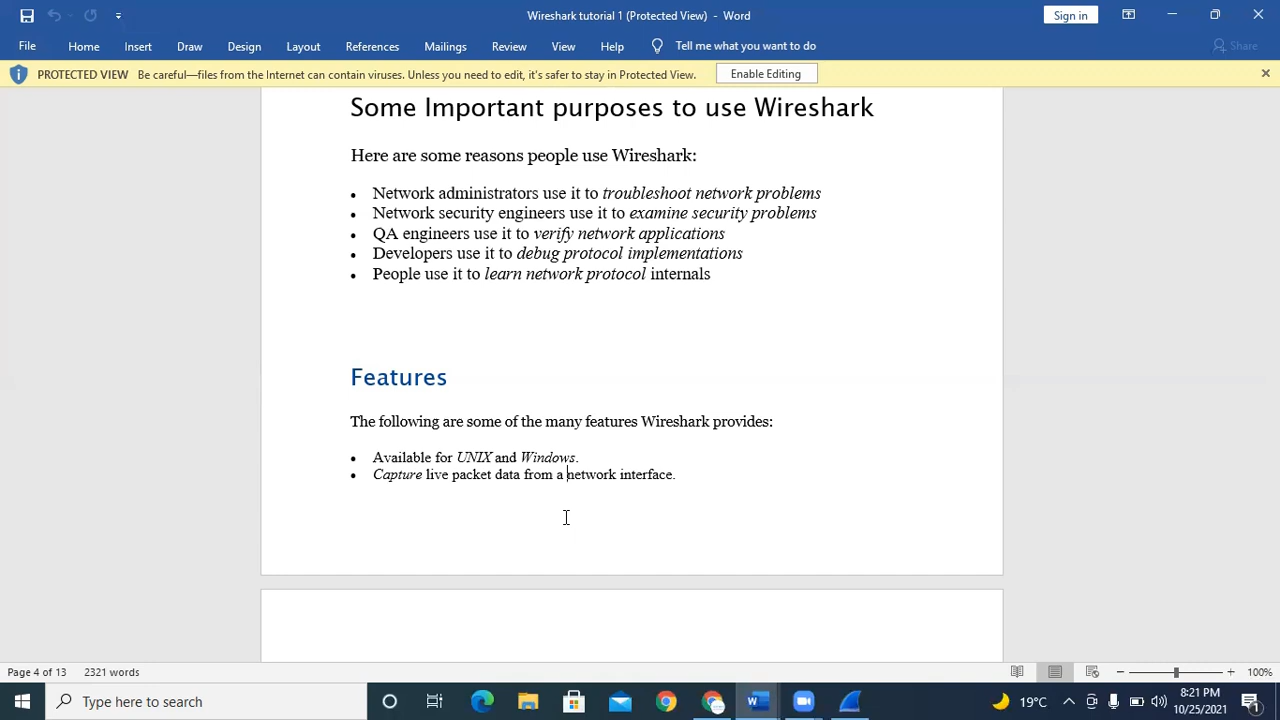 Wireshark tutorial 1 (Protected View) - Word
Sign in
File Home Insert Draw Design Layout References Mailings Review View Help Tell me what you want to do Share
PROTECTED VIEW Be careful—files from the Internet can contain viruses. Unless you need to edit, it's safer to stay in Protected View. Enable Editing
Some Important purposes to use Wireshark
Here are some reasons people use Wireshark:
• Network administrators use it to troubleshoot network problems
• Network security engineers use it to examine security problems
• QA engineers use it to verify network applications
• Developers use it to debug protocol implementations
• People use it to learn network protocol internals
Features
The following are some of the many features Wireshark provides:
• Available for UNIX and Windows.
• Capture live packet data from a network interface.
Page 4 of 13 2321 words 100%
Type here to search
19°C
8:21 PM
10/25/2021
1